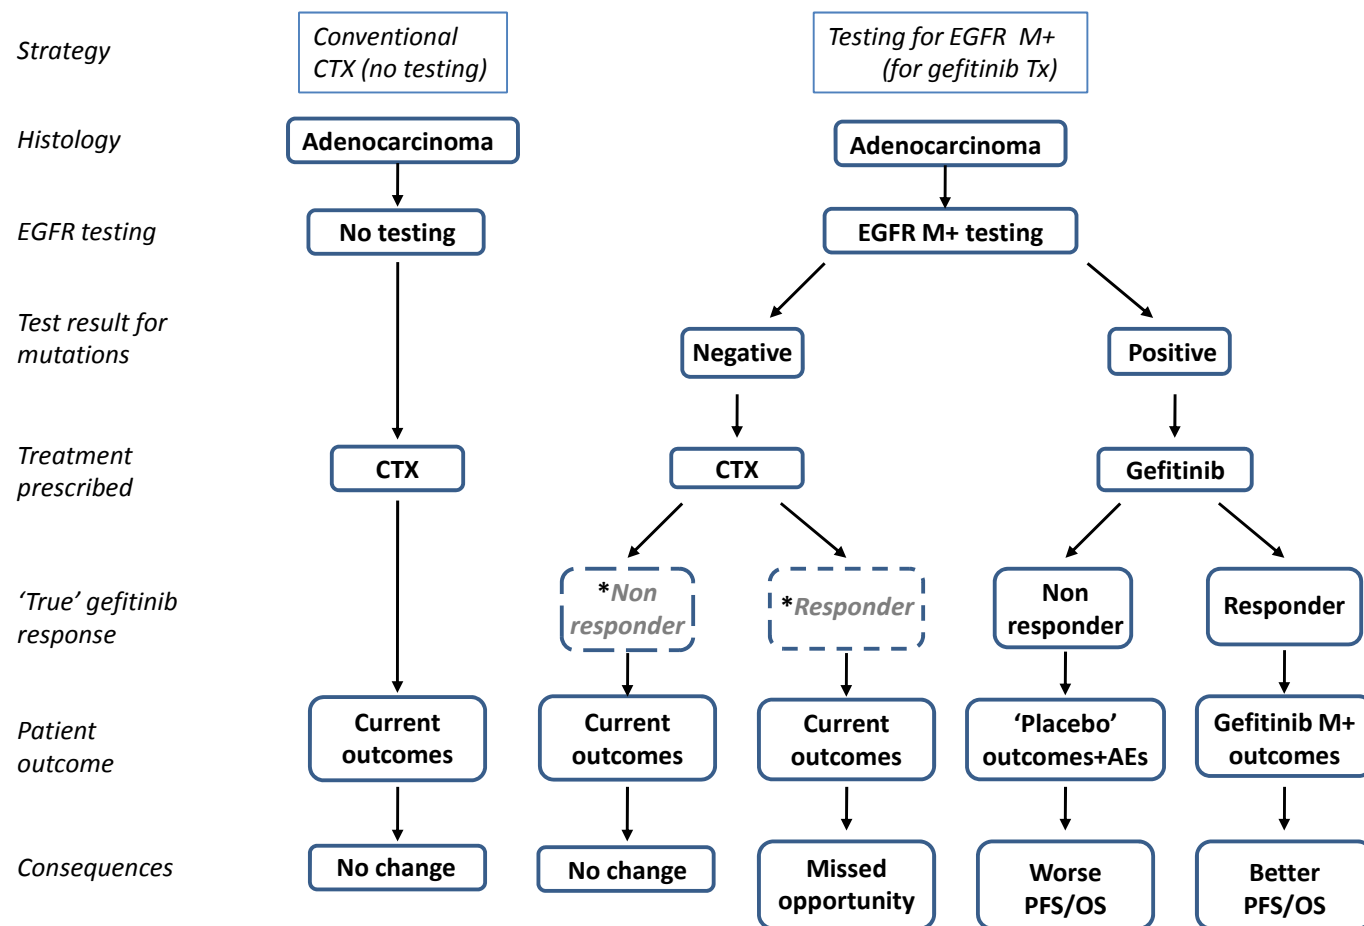 Strategy
Conventional
CTX (no testing)
Testing for EGFR M+
(for gefitinib Tx)
Histology
Adenocarcinoma
Adenocarcinoma
EGFR testing
No testing
EGFR M+ testing
Test result for
mutations
Negative
Positive
Treatment
prescribed
CTX
CTX
Gefitinib
‘True’ gefitinib
response
*Non
responder
*Responder
Non
responder
Responder
Patient
outcome
Current
outcomes
Current
outcomes
Current
outcomes
‘Placebo’
outcomes+AEs
Gefitinib M+
outcomes
Consequences
No change
No change
Missed
opportunity
Worse
PFS/OS
Better
PFS/OS